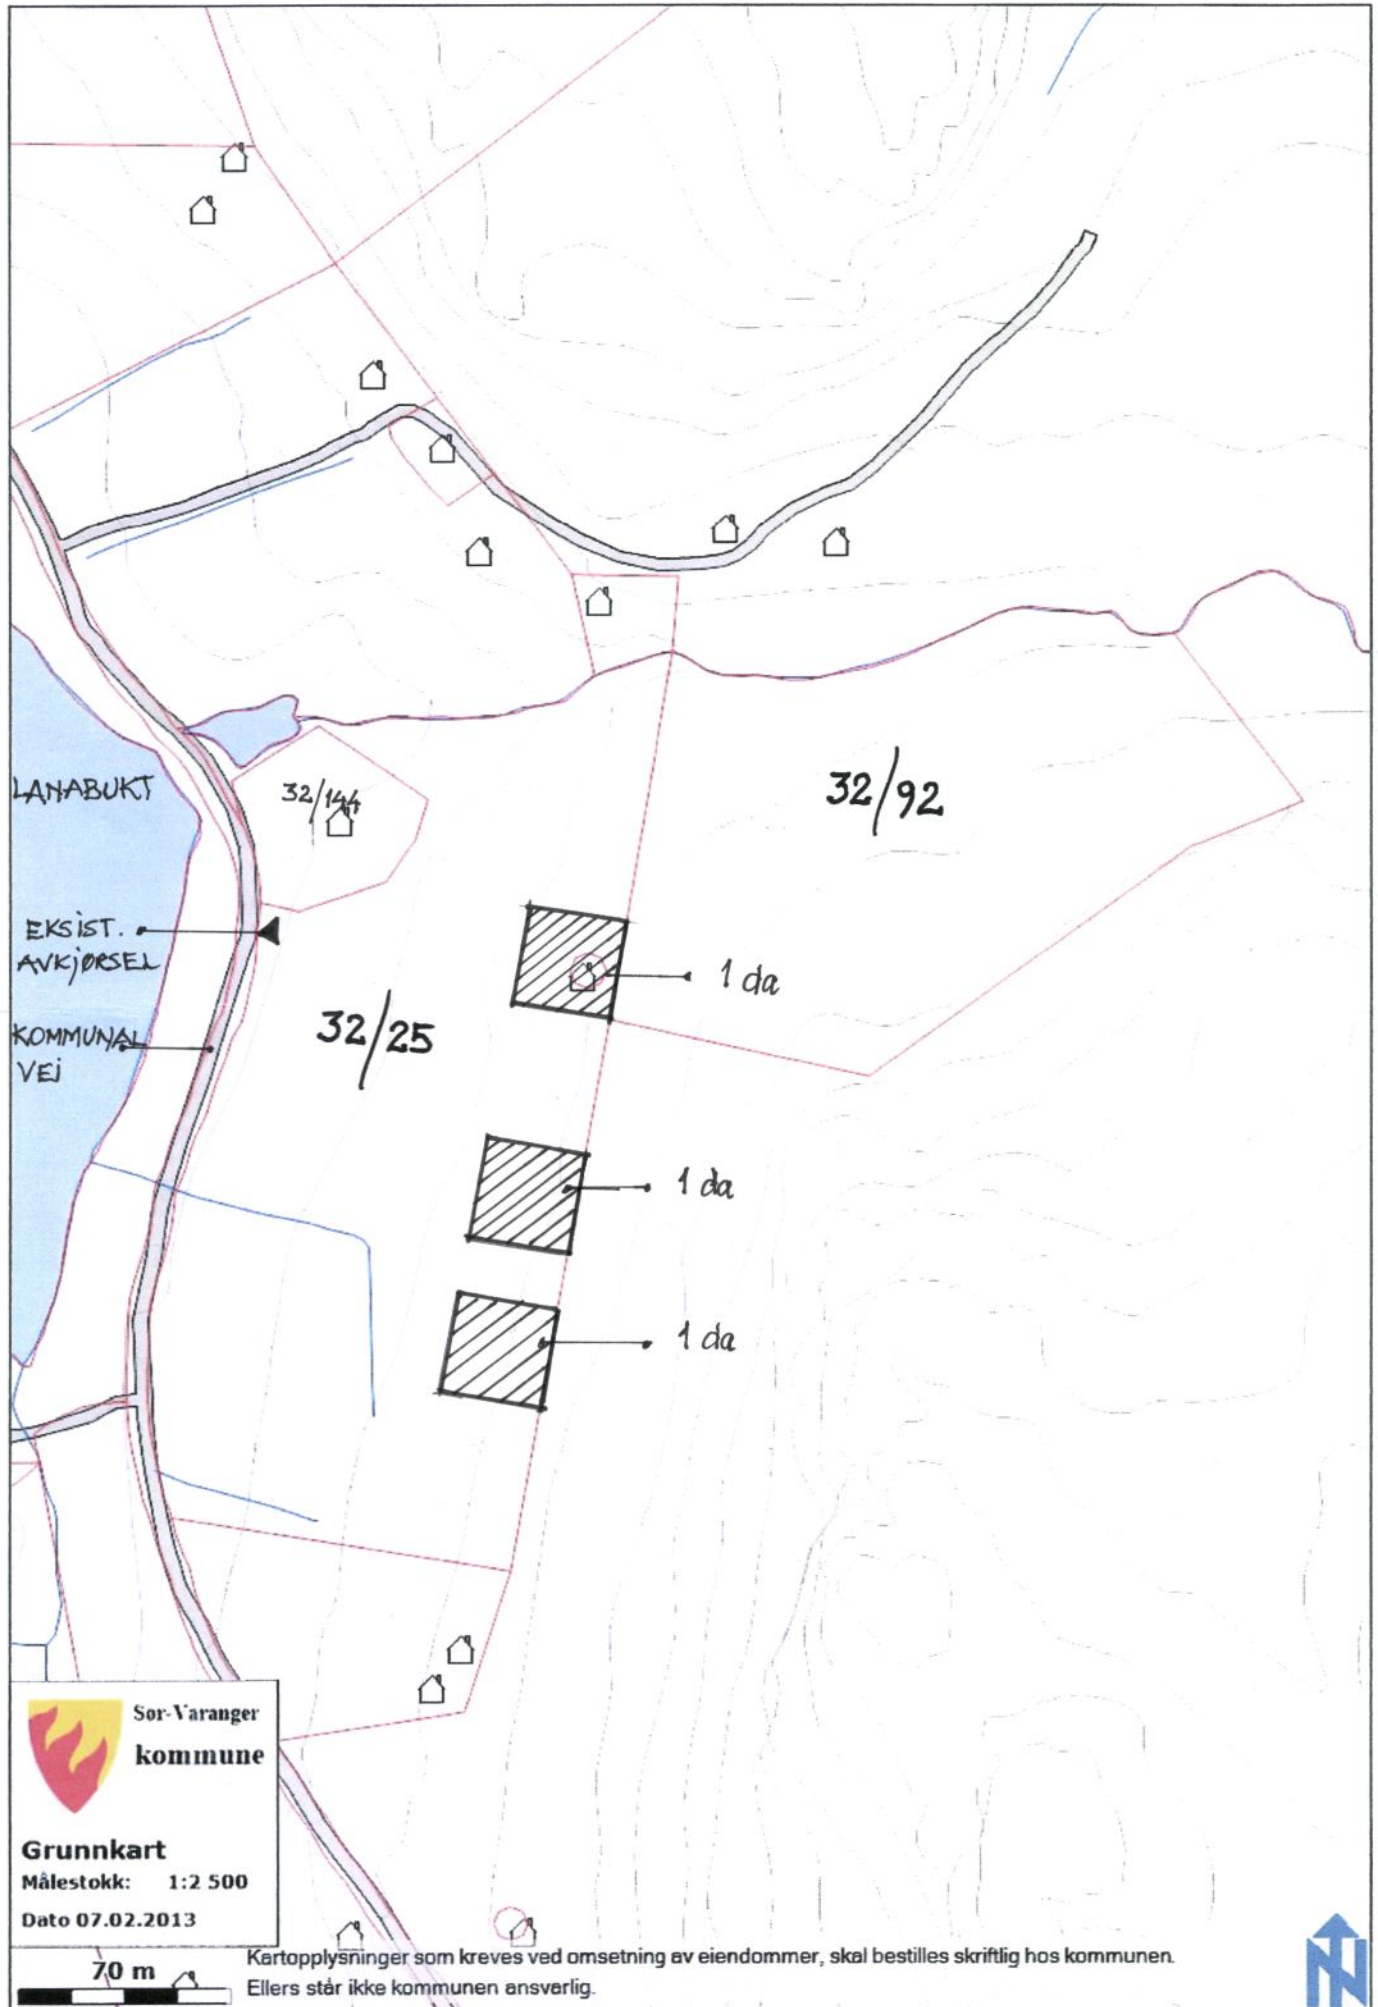 32/144
LANABUKT
32/92
EKSIST.
AVKJØRSEL
1 da
32/25
KOMMUNAL
VEJ
1 da
1 da
Sør-Varanger
kommune
Grunnkart
Målestokk: 1:2 500
Dato 07.02.2013
70 m
Kartopplysninger som kreves ved omsetning av eiendommer, skal bestilles skriftlig hos kommunen.
Ellers står ikke kommunen ansvarlig.
N